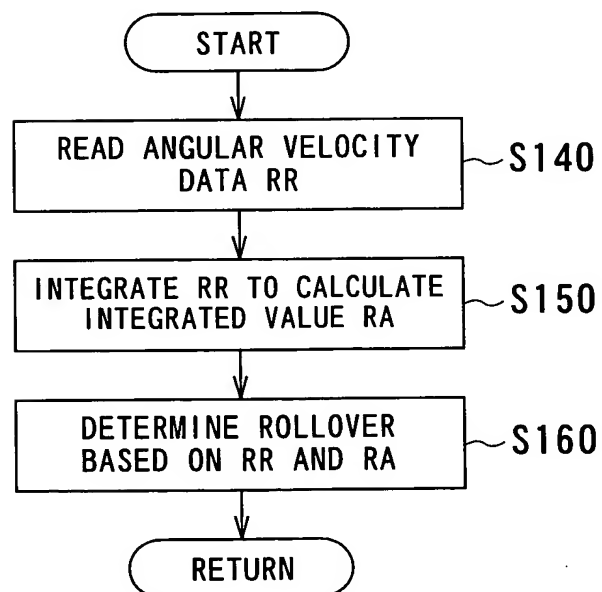 START
READ ANGULAR VELOCITY
DATA RR
S140
INTEGRATE RR TO CALCULATE
INTEGRATED VALUE RA
S150
DETERMINE ROLLOVER
BASED ON RR AND RA
S160
RETURN